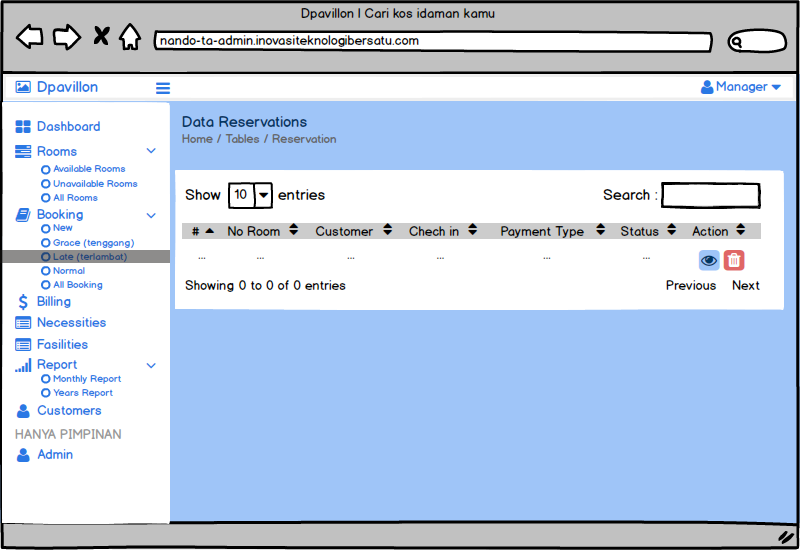 Dpavillon | Cari kos idaman kamu
nando-ta-admin.inovasiteknologibersatu.com
Dpavillon
Manager
Dashboard
Rooms
Available Rooms
Unavailable Rooms
All Rooms
Booking
New
Grace (tenggang)
Late (terlambat)
Normal
All Booking
Billing
Necessities
Fasilities
Report
Monthly Report
Years Report
Customers
HANYA PIMPINAN
Admin
Data Reservations
Home / Tables / Reservation
Show 10 entries Search :
# No Room Customer Chech in Payment Type Status Action
... ... ... ... ... ...
Showing 0 to 0 of 0 entries Previous Next